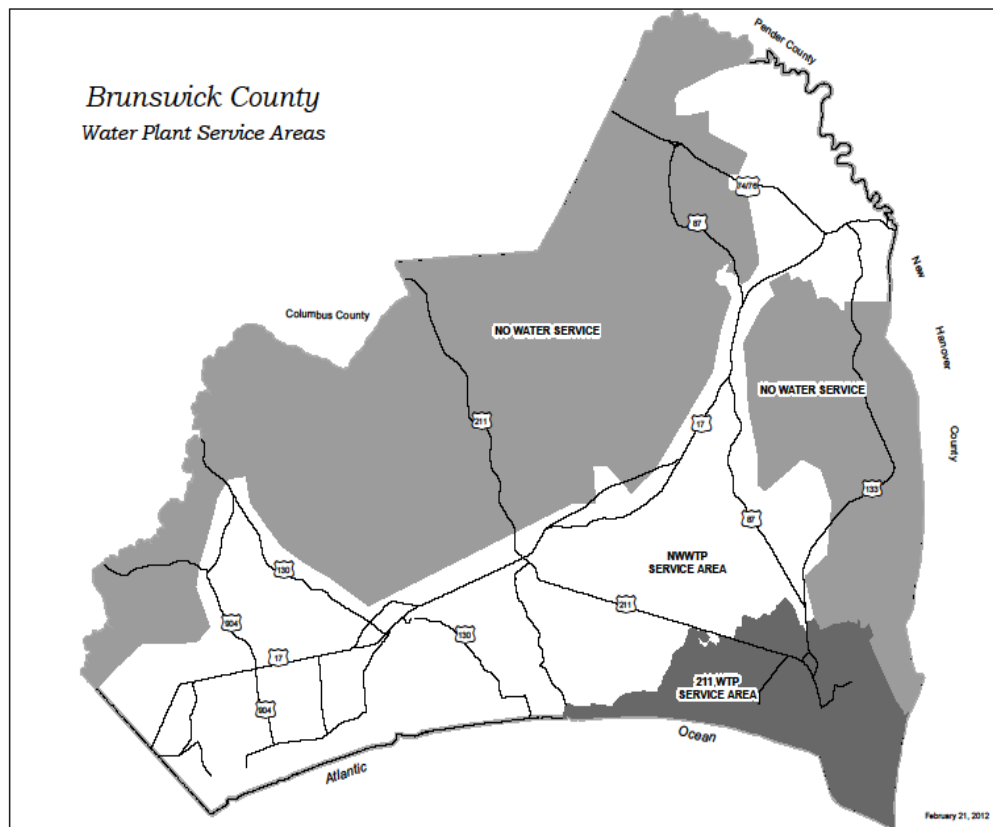 Brunswick County
Water Plant Service Areas
Pender County
74/76
87
New
Hanover
County
Columbus County
NO WATER SERVICE
NO WATER SERVICE
211
17
133
87
NWWTP
SERVICE AREA
130
211
904
130
17
211 WTP
SERVICE AREA
904
Ocean
Atlantic
February 21, 2012